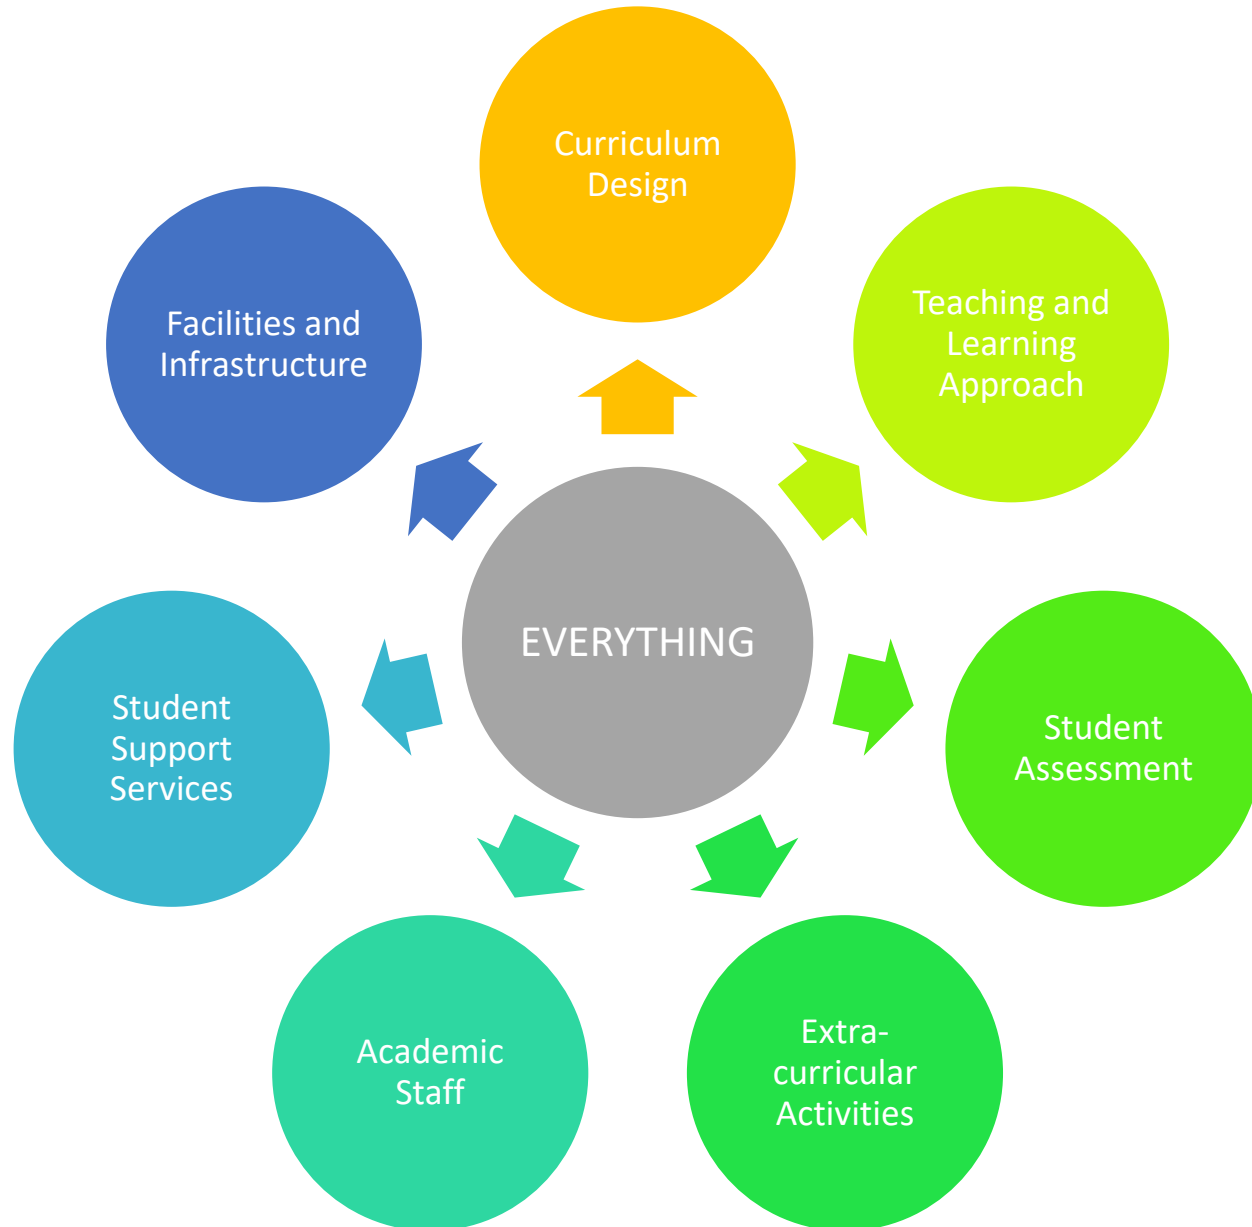 Curriculum
Design
Teaching and
Learning
Approach
Student
Assessment
Extra-
curricular
Activities
Academic
Staff
Student
Support
Services
Facilities and
Infrastructure
EVERYTHING